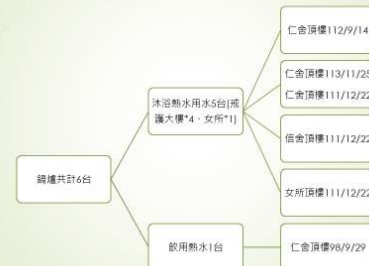 仁舍頂樓112/9/14
仁舍頂樓113/11/25
仁舍頂樓111/12/22
沐浴熱水用水5台(戒
護大樓*4、女所*1)
信舍頂樓111/12/22
鍋爐共計6台
女所頂樓111/12/22
飲用熱水1台
仁舍頂樓98/9/29